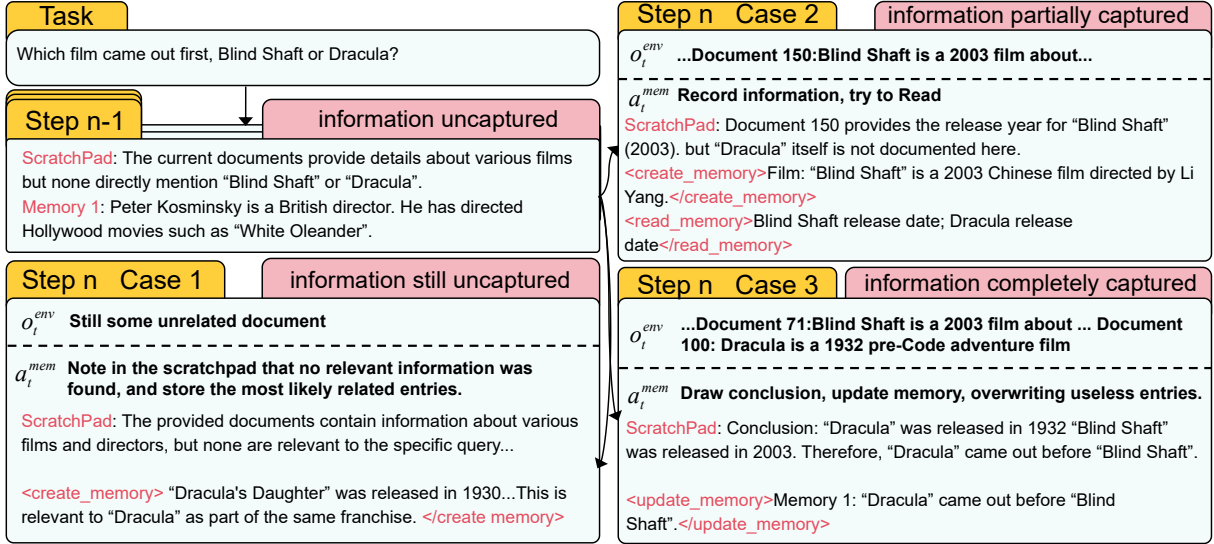 Task
Which film came out first, Blind Shaft or Dracula?
Step n-1
information uncaptured
ScratchPad: The current documents provide details about various films
but none directly mention “Blind Shaft” or “Dracula”.
Memory 1: Peter Kosminsky is a British director. He has directed
Hollywood movies such as “White Oleander”.
Step n Case 1
information still uncaptured
o_t^{env} Still some unrelated document
a_t^{mem} Note in the scratchpad that no relevant information was
found, and store the most likely related entries.
ScratchPad: The provided documents contain information about various
films and directors, but none are relevant to the specific query...
<create_memory> “Dracula's Daughter” was released in 1930...This is
relevant to “Dracula” as part of the same franchise. </create memory>
Step n Case 2
information partially captured
o_t^{env} ...Document 150:Blind Shaft is a 2003 film about...
a_t^{mem} Record information, try to Read
ScratchPad: Document 150 provides the release year for “Blind Shaft”
(2003). but “Dracula” itself is not documented here.
<create_memory>Film: “Blind Shaft” is a 2003 Chinese film directed by Li
Yang.</create_memory>
<read_memory>Blind Shaft release date; Dracula release
date</read_memory>
Step n Case 3
information completely captured
o_t^{env} ...Document 71:Blind Shaft is a 2003 film about ... Document
100: Dracula is a 1932 pre-Code adventure film
a_t^{mem} Draw conclusion, update memory, overwriting useless entries.
ScratchPad: Conclusion: “Dracula” was released in 1932 “Blind Shaft”
was released in 2003. Therefore, “Dracula” came out before “Blind Shaft”.
<update_memory>Memory 1: “Dracula” came out before “Blind
Shaft”.</update_memory>